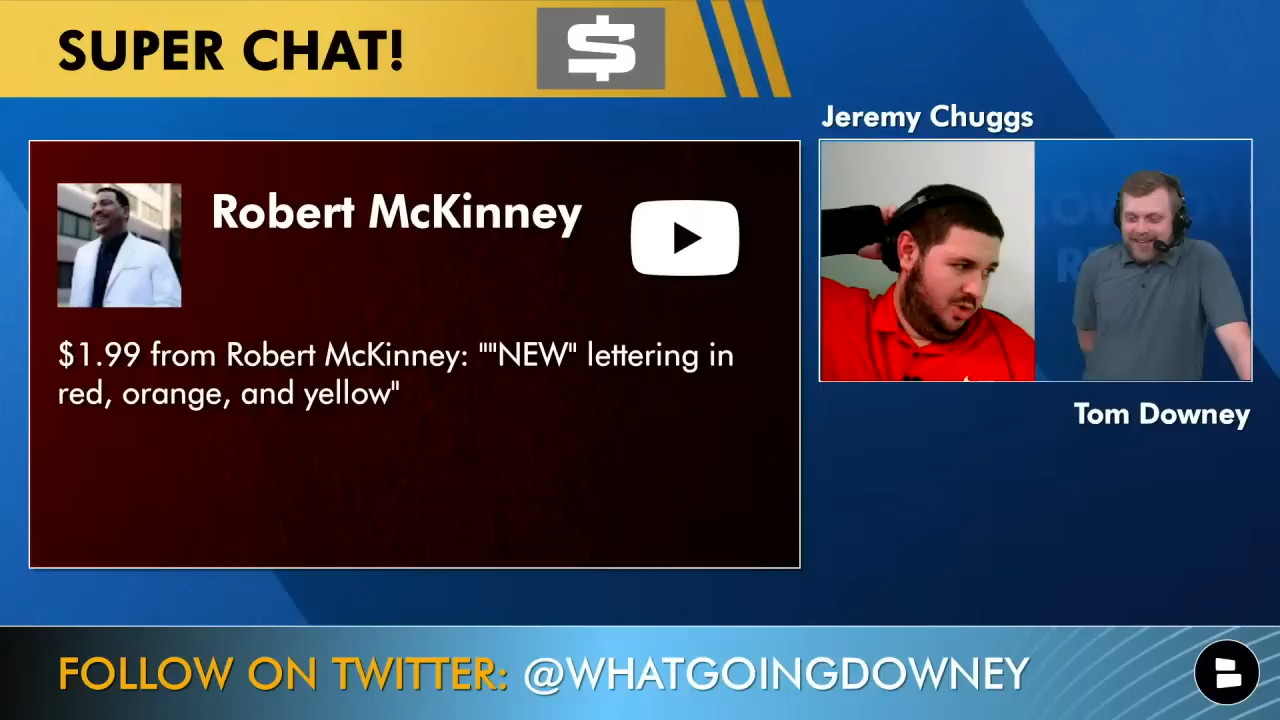 SUPER CHAT!
$
Jeremy Chuggs
Robert McKinney
$1.99 from Robert McKinney: ""NEW" lettering in
red, orange, and yellow"
Tom Downey
FOLLOW ON TWITTER: @WHATGOINGDOWNEY